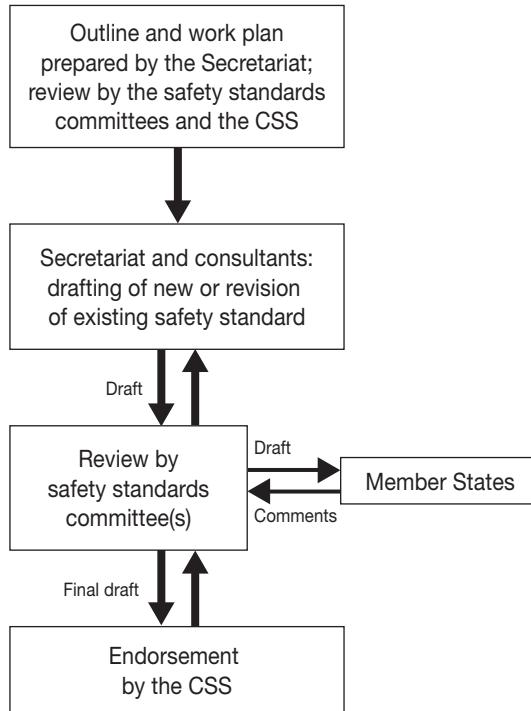 Outline and work plan
prepared by the Secretariat;
review by the safety standards
committees and the CSS
Secretariat and consultants:
drafting of new or revision
of existing safety standard
Draft
Review by
safety standards
committee(s)
Draft
Member States
Comments
Final draft
Endorsement
by the CSS